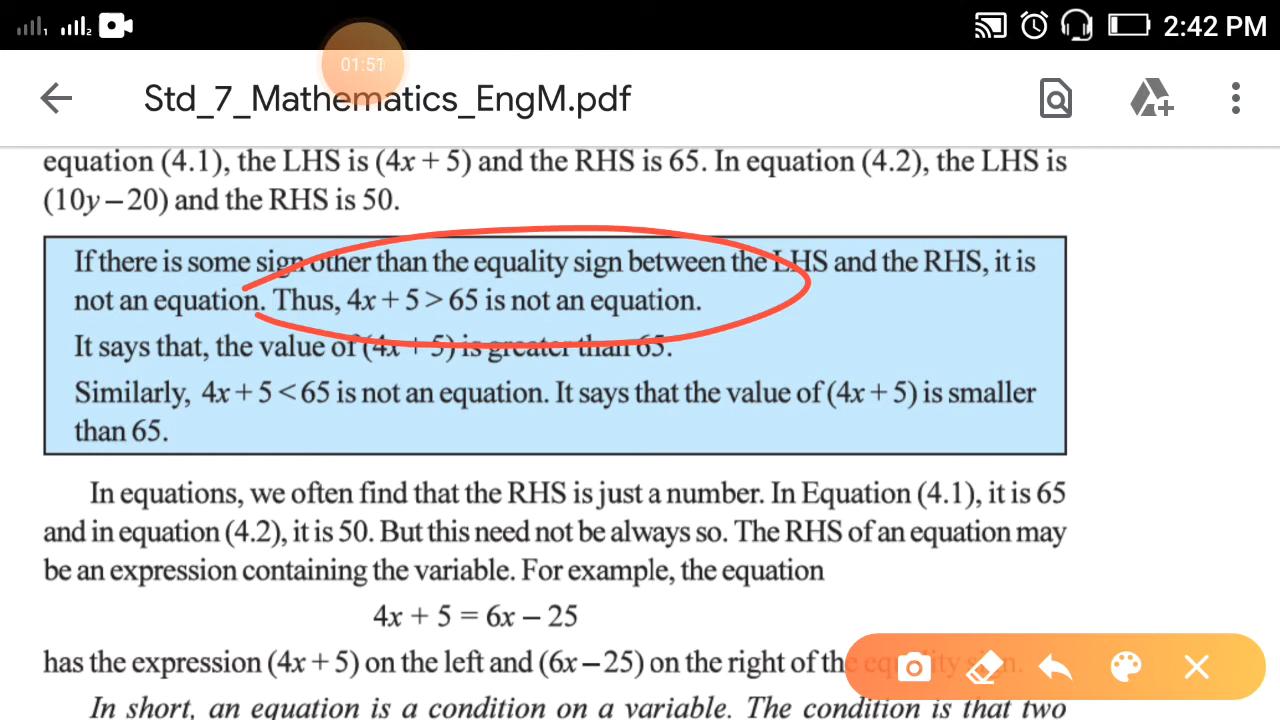 2:42 PM
01:51
Std_7_Mathematics_EngM.pdf
equation (4.1), the LHS is (4x + 5) and the RHS is 65. In equation (4.2), the LHS is
(10y – 20) and the RHS is 50.
If there is some sign other than the equality sign between the LHS and the RHS, it is
not an equation. Thus, 4x + 5 > 65 is not an equation.
It says that, the value of (4x + 5) is greater than 65.
Similarly, 4x + 5 < 65 is not an equation. It says that the value of (4x + 5) is smaller
than 65.
In equations, we often find that the RHS is just a number. In Equation (4.1), it is 65
and in equation (4.2), it is 50. But this need not be always so. The RHS of an equation may
be an expression containing the variable. For example, the equation
4x + 5 = 6x – 25
has the expression (4x + 5) on the left and (6x – 25) on the right of the equality sign.
In short, an equation is a condition on a variable. The condition is that two